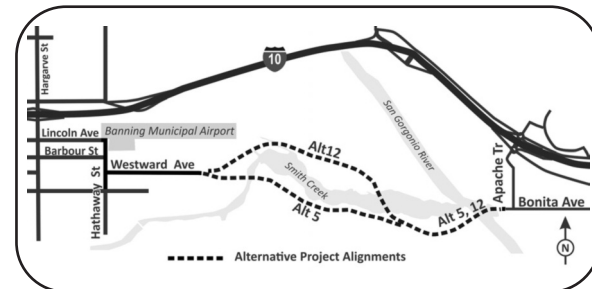 Hargarve St
10
San Gorgonio River
Lincoln Ave
Banning Municipal Airport
Barbour St
Westward Ave
Hathaway St
Alt12
Smith Creek
Alt 5
Alt 5, 12
Apache Tr
Bonita Ave
Alternative Project Alignments
N